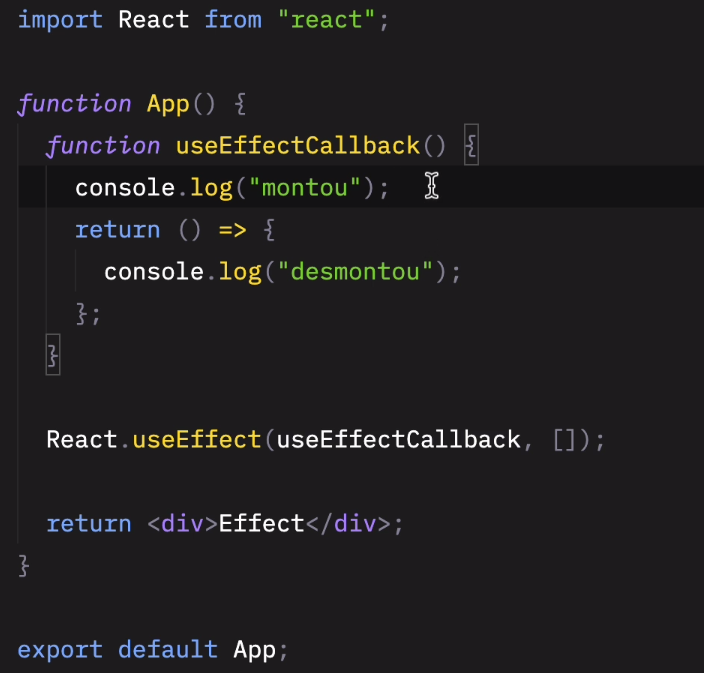 import React from "react";
function App() {
function useEffectCallback() {
console.log("montou");
return () => {
console.log("desmontou");
};
}
React.useEffect(useEffectCallback, []);
return <div>Effect</div>;
}
export default App;